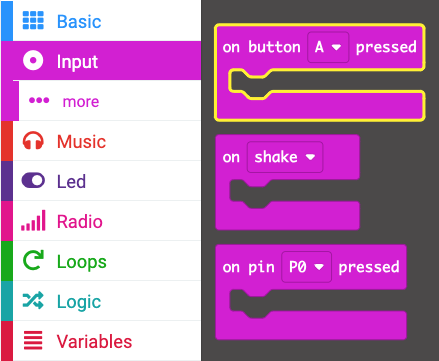 Basic
Input
more
Music
Led
Radio
Loops
Logic
Variables
on button A pressed
on shake
on pin P0 pressed